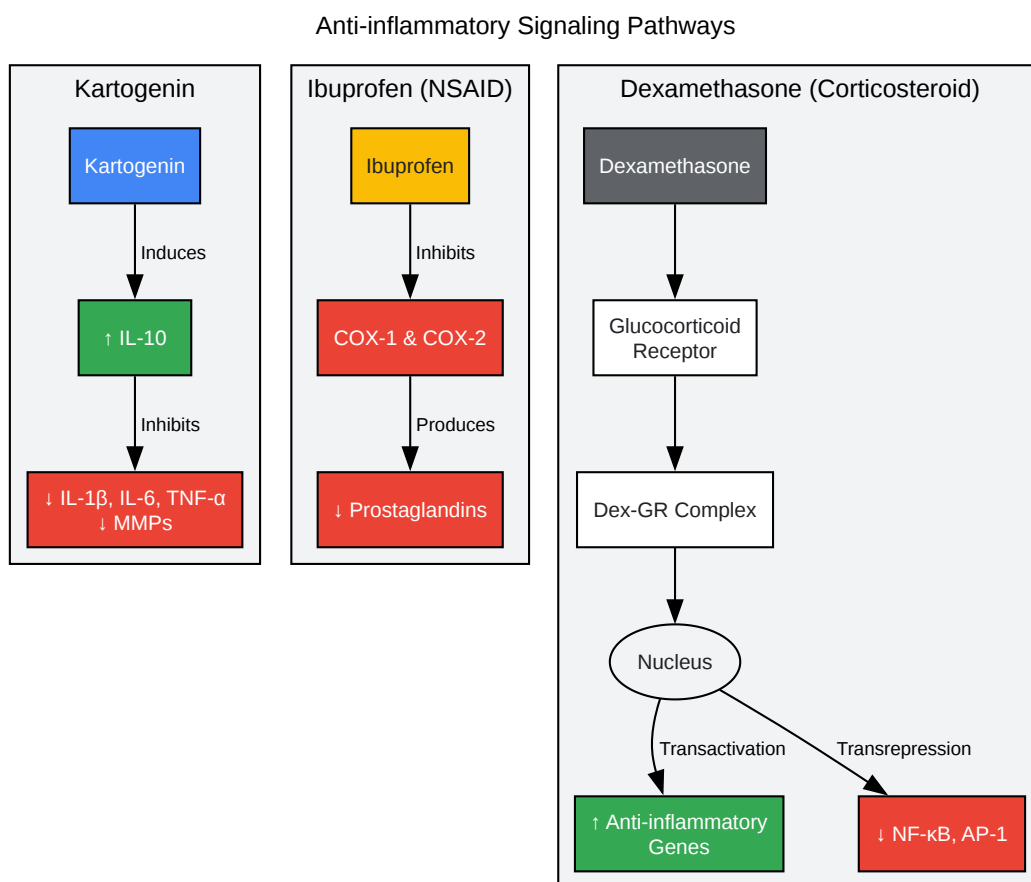 Anti-inflammatory Signaling Pathways
Kartogenin
Kartogenin
Induces
↑ IL-10
Inhibits
↓ IL-1β, IL-6, TNF-α
↓ MMPs
Ibuprofen (NSAID)
Ibuprofen
Inhibits
COX-1 & COX-2
Produces
↓ Prostaglandins
Dexamethasone (Corticosteroid)
Dexamethasone
Glucocorticoid
Receptor
Dex-GR Complex
Nucleus
Transactivation
Transrepression
↑ Anti-inflammatory
Genes
↓ NF-κB, AP-1